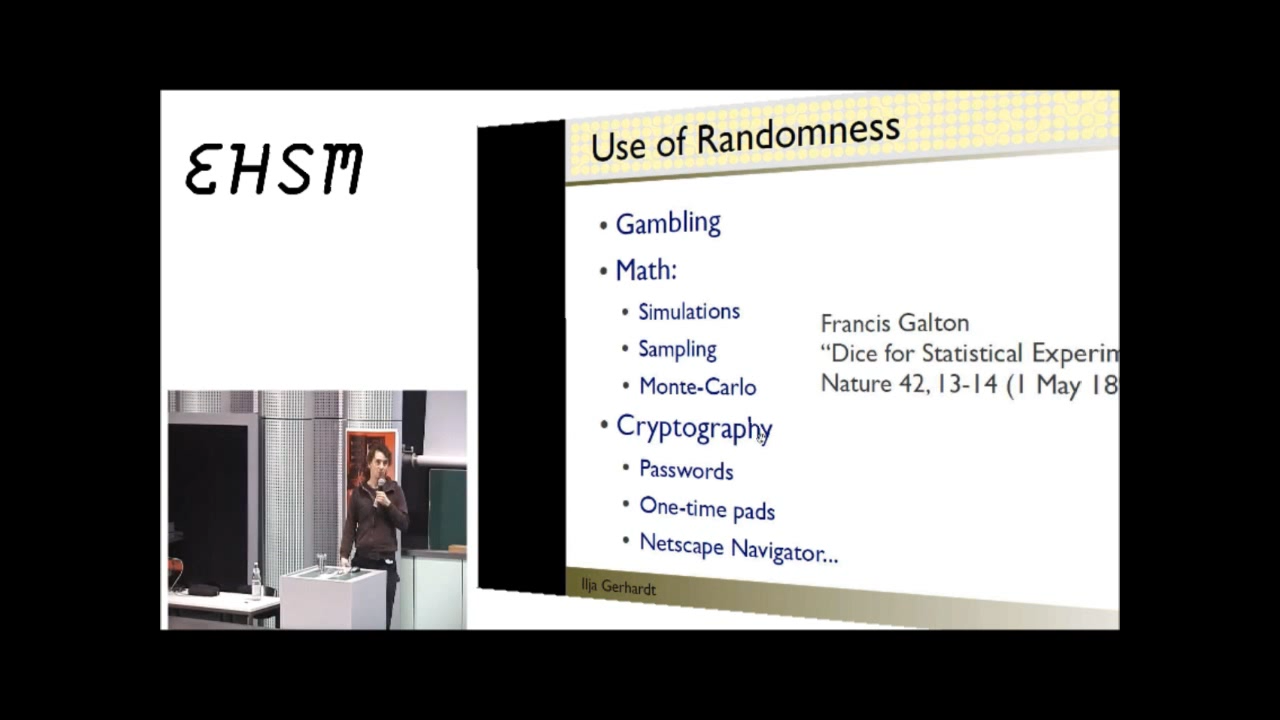 EHSM
Use of Randomness
• Gambling
• Math:
• Simulations
• Sampling
• Monte-Carlo
Francis Galton
“Dice for Statistical Experim
Nature 42, 13-14 (1 May 18
• Cryptography
• Passwords
• One-time pads
• Netscape Navigator...
Ilja Gerhardt